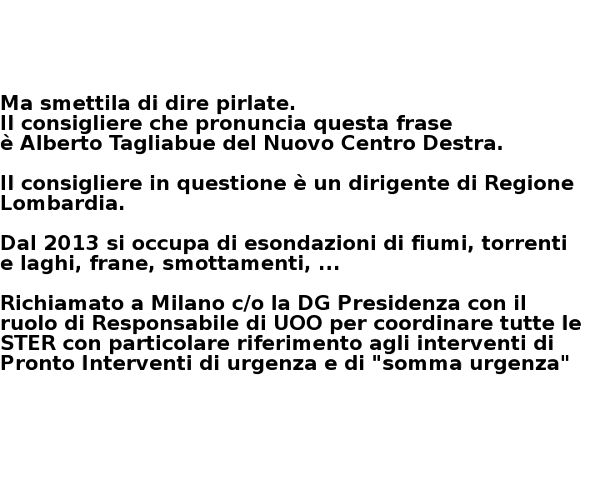 Ma smettila di dire pirlate.
Il consigliere che pronuncia questa frase
è Alberto Tagliabue del Nuovo Centro Destra.
Il consigliere in questione è un dirigente di Regione
Lombardia.
Dal 2013 si occupa di esondazioni di fiumi, torrenti
e laghi, frane, smottamenti, ...
Richiamato a Milano c/o la DG Presidenza con il
ruolo di Responsabile di UOO per coordinare tutte le
STER con particolare riferimento agli interventi di
Pronto Interventi di urgenza e di "somma urgenza"